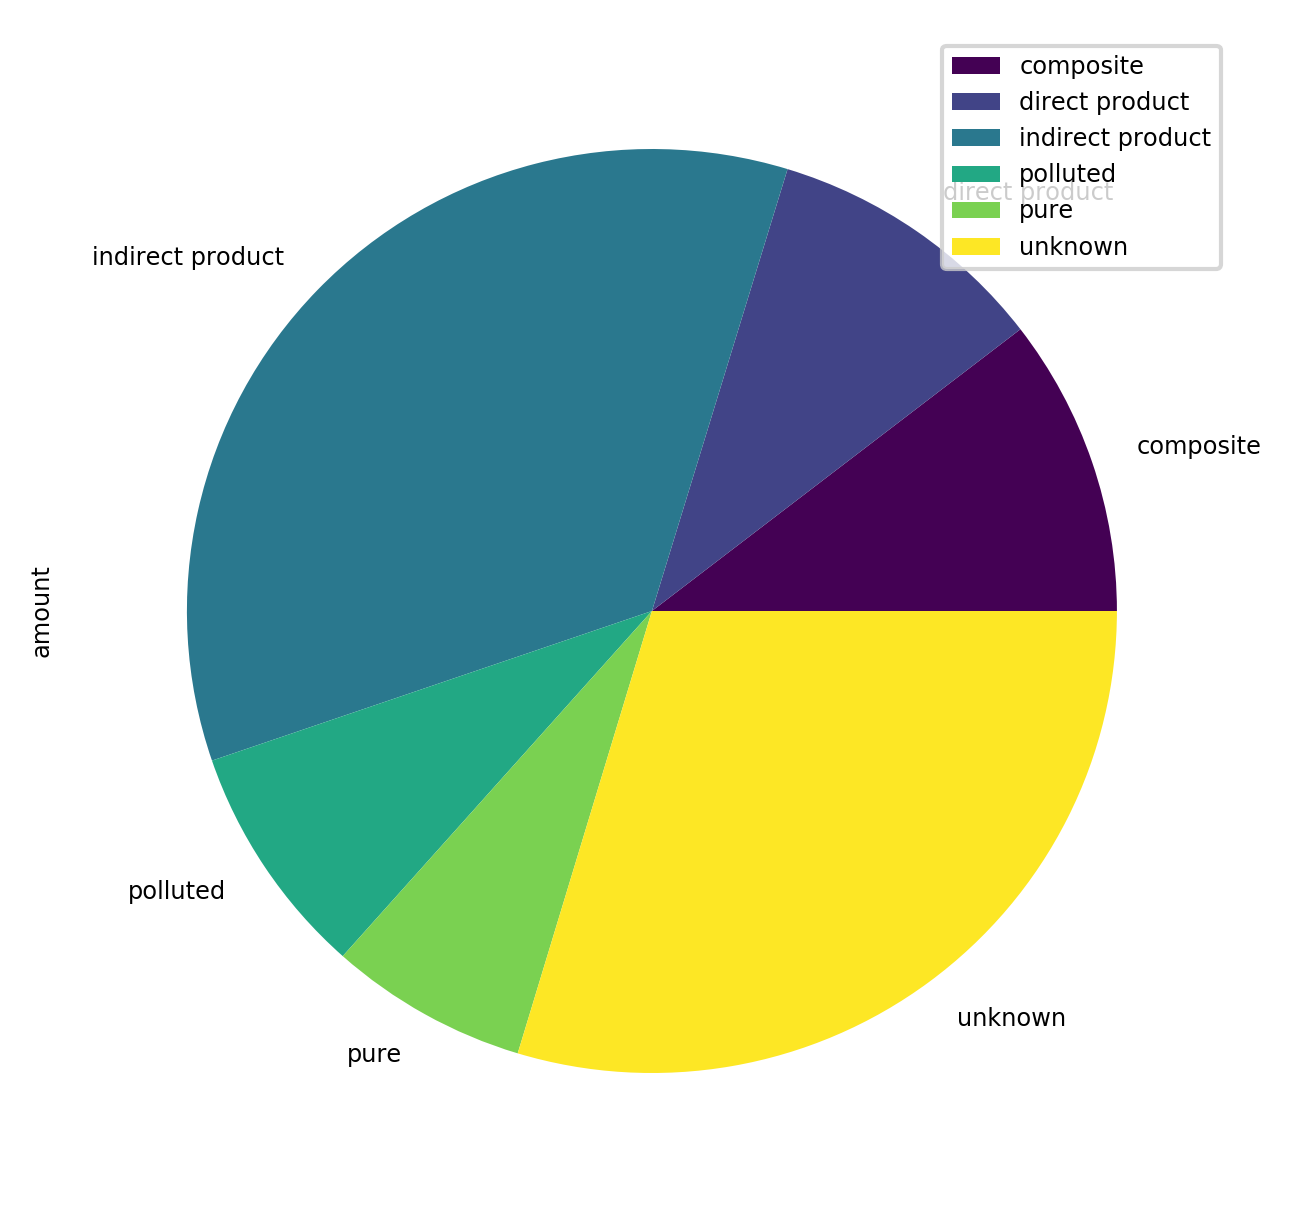 composite
direct product
indirect product
polluted
direct product
pure
unknown
indirect product
composite
amount
polluted
unknown
pure